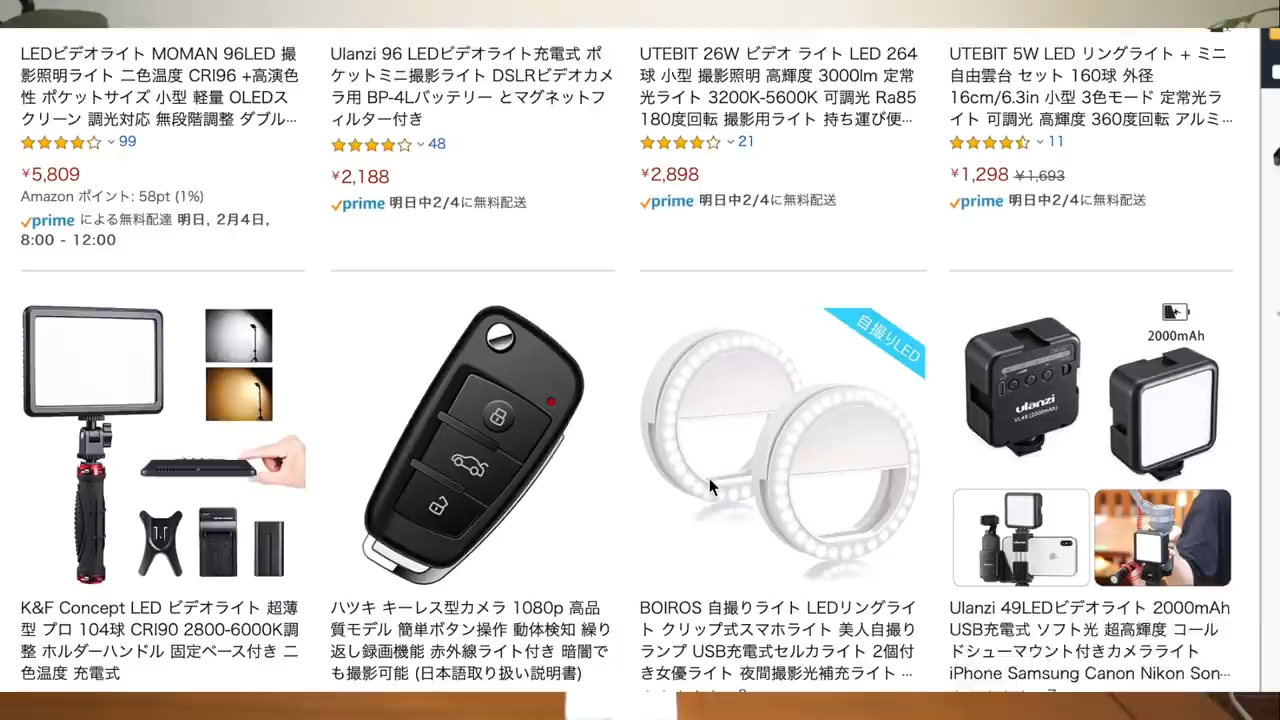 LEDビデオライト MOMAN 96LED 撮
影照明ライト 二色温度 CRI96 +高演色
性 ポケットサイズ 小型 軽量 OLEDス
クリーン 調光対応 無段階調整 ダブル…
99
¥5,809
Amazon ポイント: 58pt (1%)
prime による無料配達 明日, 2月4日,
8:00 - 12:00
Ulanzi 96 LEDビデオライト充電式 ポ
ケットミニ撮影ライト DSLRビデオカメ
ラ用 BP-4Lバッテリー とマグネットフ
ィルター付き
48
¥2,188
prime 明日中2/4に無料配送
UTEBIT 26W ビデオ ライト LED 264
球 小型 撮影照明 高輝度 3000lm 定常
光ライト 3200K-5600K 可調光 Ra85
180度回転 撮影用ライト 持ち運び便…
21
¥2,898
prime 明日中2/4に無料配送
UTEBIT 5W LED リングライト + ミニ
自由雲台 セット 160球 外径
16cm/6.3in 小型 3色モード 定常光ラ
イト 可調光 高輝度 360度回転 アルミ…
11
¥1,298 ¥1,693
prime 明日中2/4に無料配送
K&F Concept LED ビデオライト 超薄
型 プロ 104球 CRI90 2800-6000K調
整 ホルダーハンドル 固定ベース付き 二
色温度 充電式
ハツキ キーレス型カメラ 1080p 高品
質モデル 簡単ボタン操作 動体検知 繰り
返し録画機能 赤外線ライト付き 暗闇で
も撮影可能 (日本語取り扱い説明書)
自撮りLED
BOIROS 自撮りライト LEDリングライ
ト クリップ式スマホライト 美人自撮り
ランプ USB充電式セルカライト 2個付
き女優ライト 夜間撮影光補充ライト …
2000mAh
ulanzi
VL49 (2000mAh)
ulanzi
Ulanzi 49LEDビデオライト 2000mAh
USB充電式 ソフト光 超高輝度 コール
ドシューマウント付きカメラライト
iPhone Samsung Canon Nikon Son…